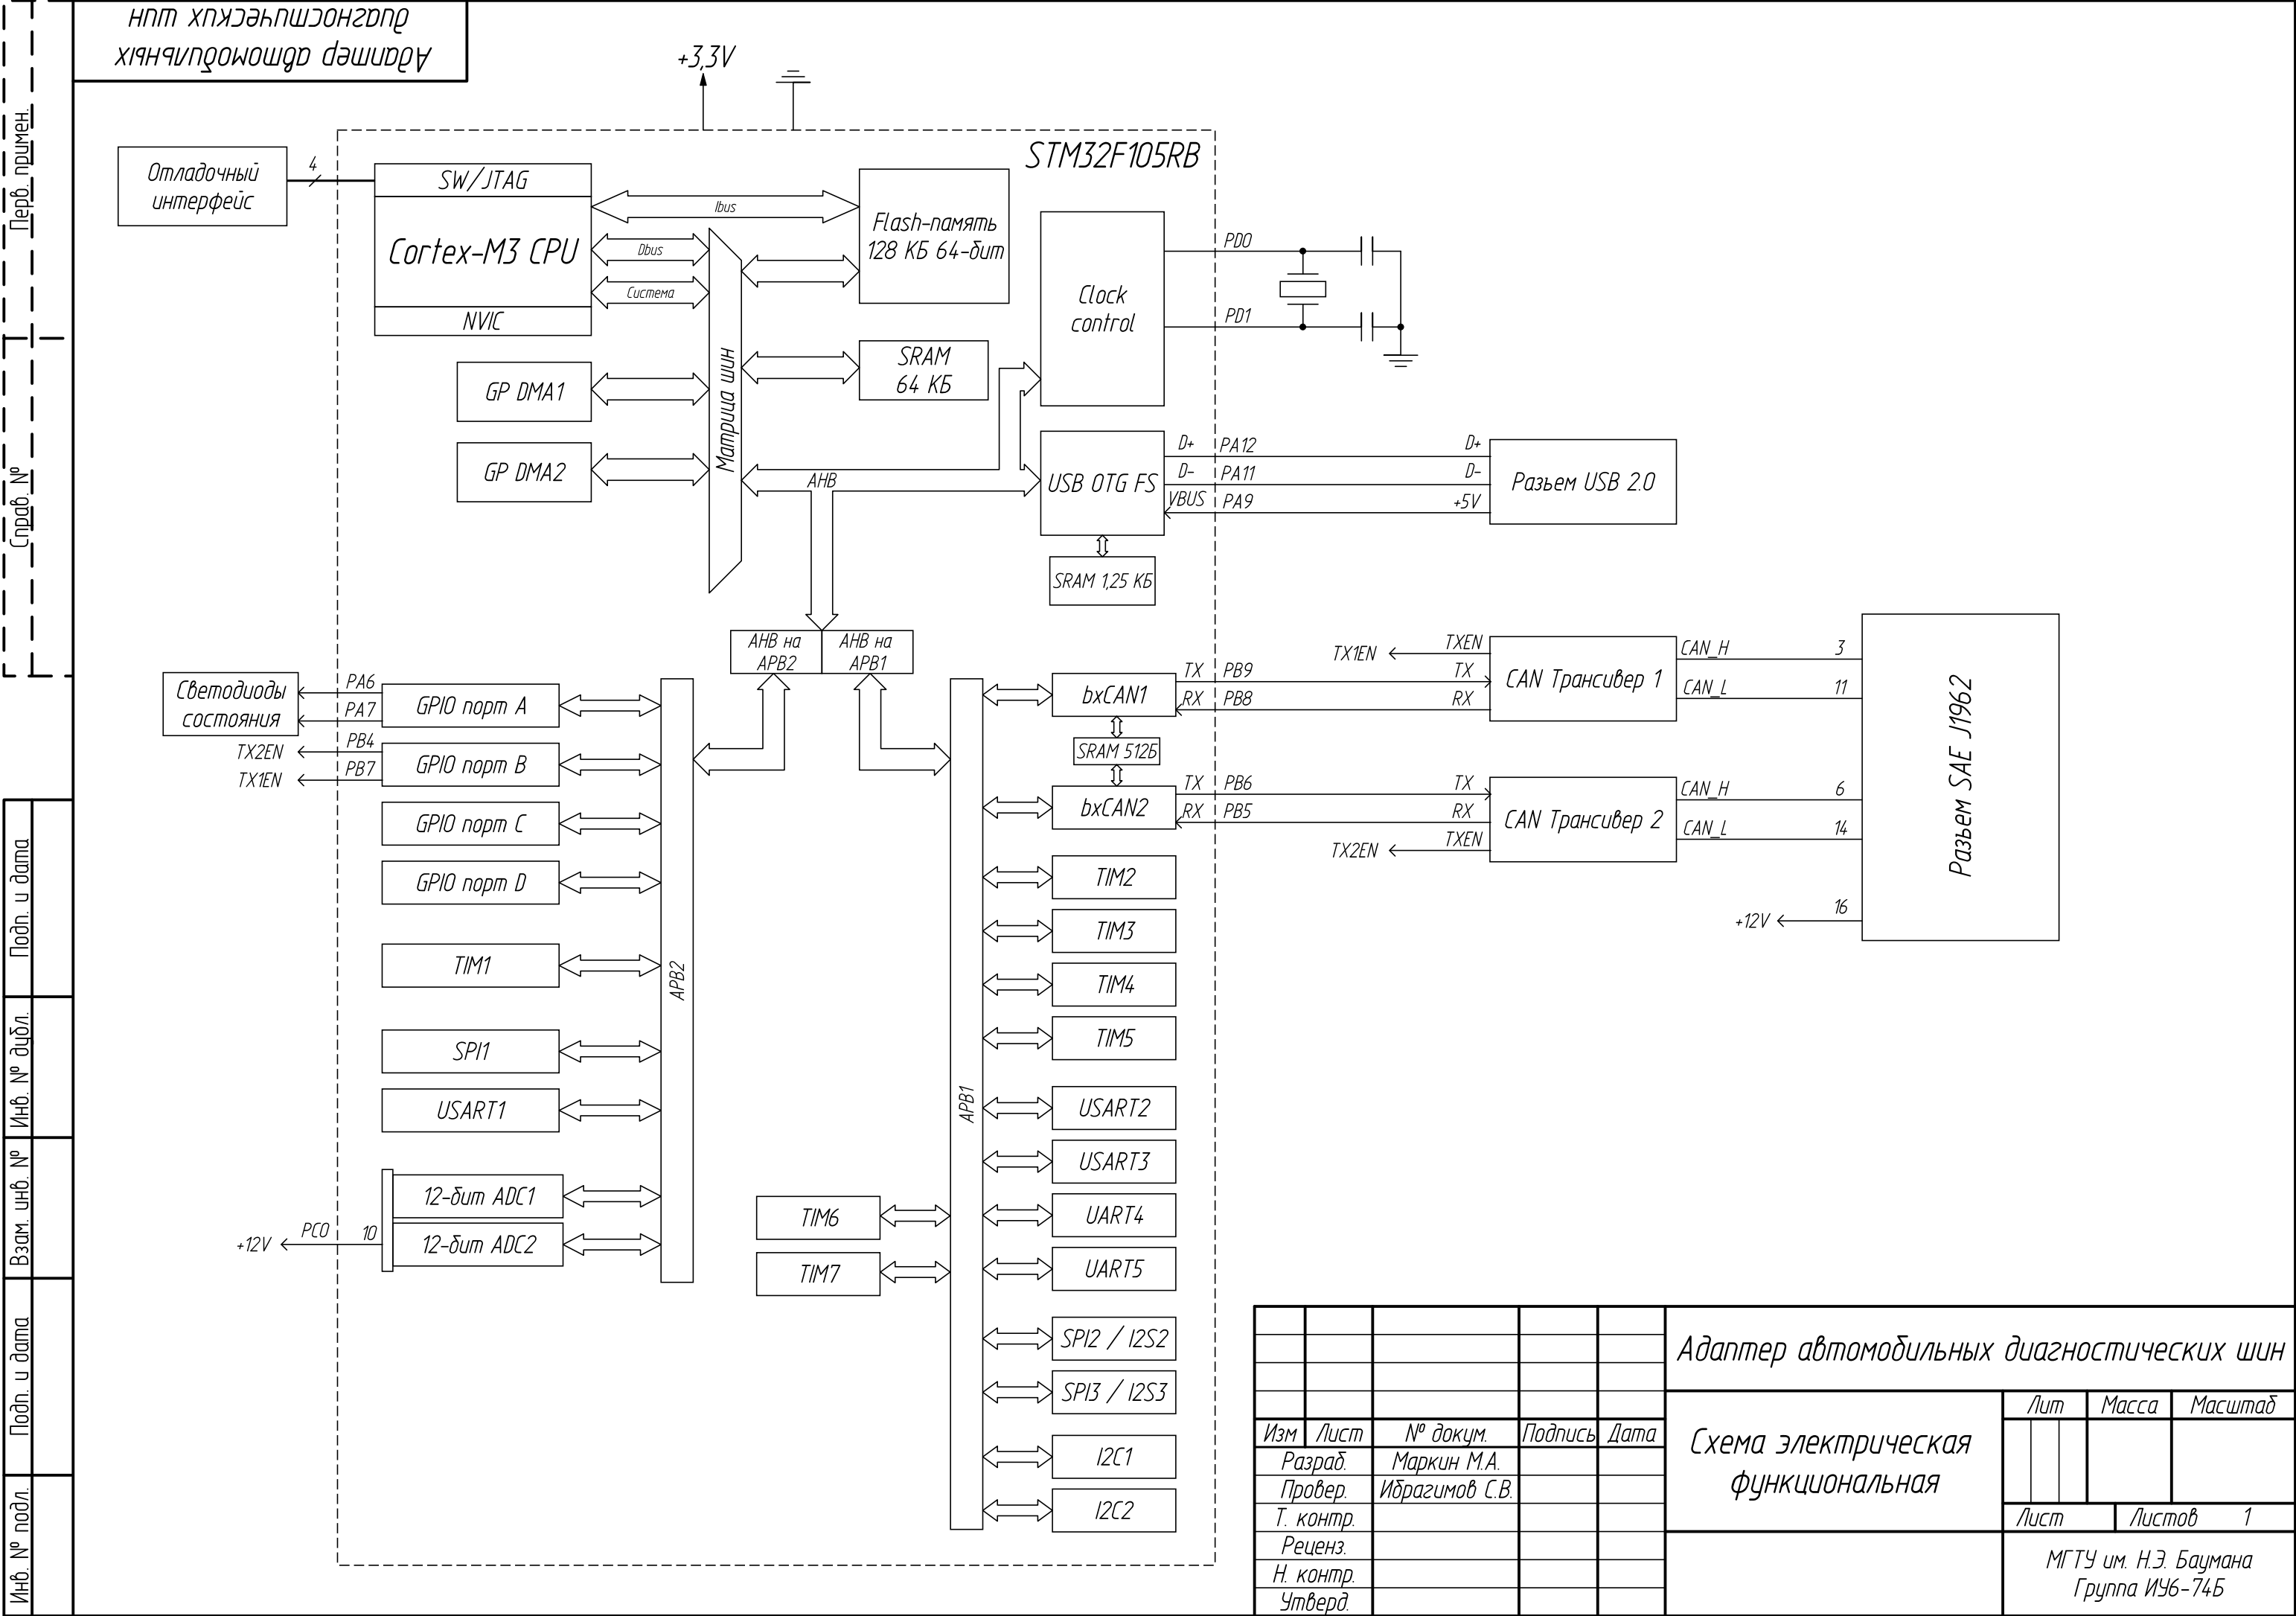 Адаптер автомобильных
диагностических шин
Перв. примен.
Справ. №
Подп. и дата
Инв. № дубл.
Взам. инв. №
Подп. и дата
Инв. № подл.
+3,3V
STM32F105RB
Отладочный
интерфейс
4
SW/JTAG
Cortex-M3 CPU
NVIC
Ibus
Dbus
Система
Flash-память
128 КБ 64-бит
SRAM
64 КБ
GP DMA1
GP DMA2
Матрица шин
AHB
Clock
control
PD0
PD1
USB OTG FS
D+
PA12
D+
D-
PA11
D-
VBUS
PA9
+5V
Разъем USB 2.0
SRAM 1,25 КБ
AHB на
APB2
AHB на
APB1
Светодиоды
состояния
PA6
PA7
GPIO порт A
TX2EN
PB4
TX1EN
PB7
GPIO порт B
GPIO порт C
GPIO порт D
TIM1
SPI1
USART1
12-бит ADC1
12-бит ADC2
+12V
PC0
10
APB2
APB1
TIM6
TIM7
bxCAN1
TX
PB9
TX
RX
PB8
RX
TX1EN
TXEN
CAN Трансивер 1
CAN_H
3
CAN_L
11
SRAM 512Б
bxCAN2
TX
PB6
TX
RX
PB5
RX
TX2EN
TXEN
CAN Трансивер 2
CAN_H
6
CAN_L
14
+12V
16
Разъем SAE J1962
TIM2
TIM3
TIM4
TIM5
USART2
USART3
UART4
UART5
SPI2 / I2S2
SPI3 / I2S3
I2C1
I2C2
Адаптер автомобильных диагностических шин
Схема электрическая
функциональная
Лит Масса Масштаб
Лист Листов 1
МГТУ им. Н.Э. Баумана
Группа ИУ6-74Б
Изм Лист № докум. Подпись Дата
Разраб. Маркин М.А.
Провер. Ибрагимов С.В.
Т. контр.
Реценз.
Н. контр.
Утверд.